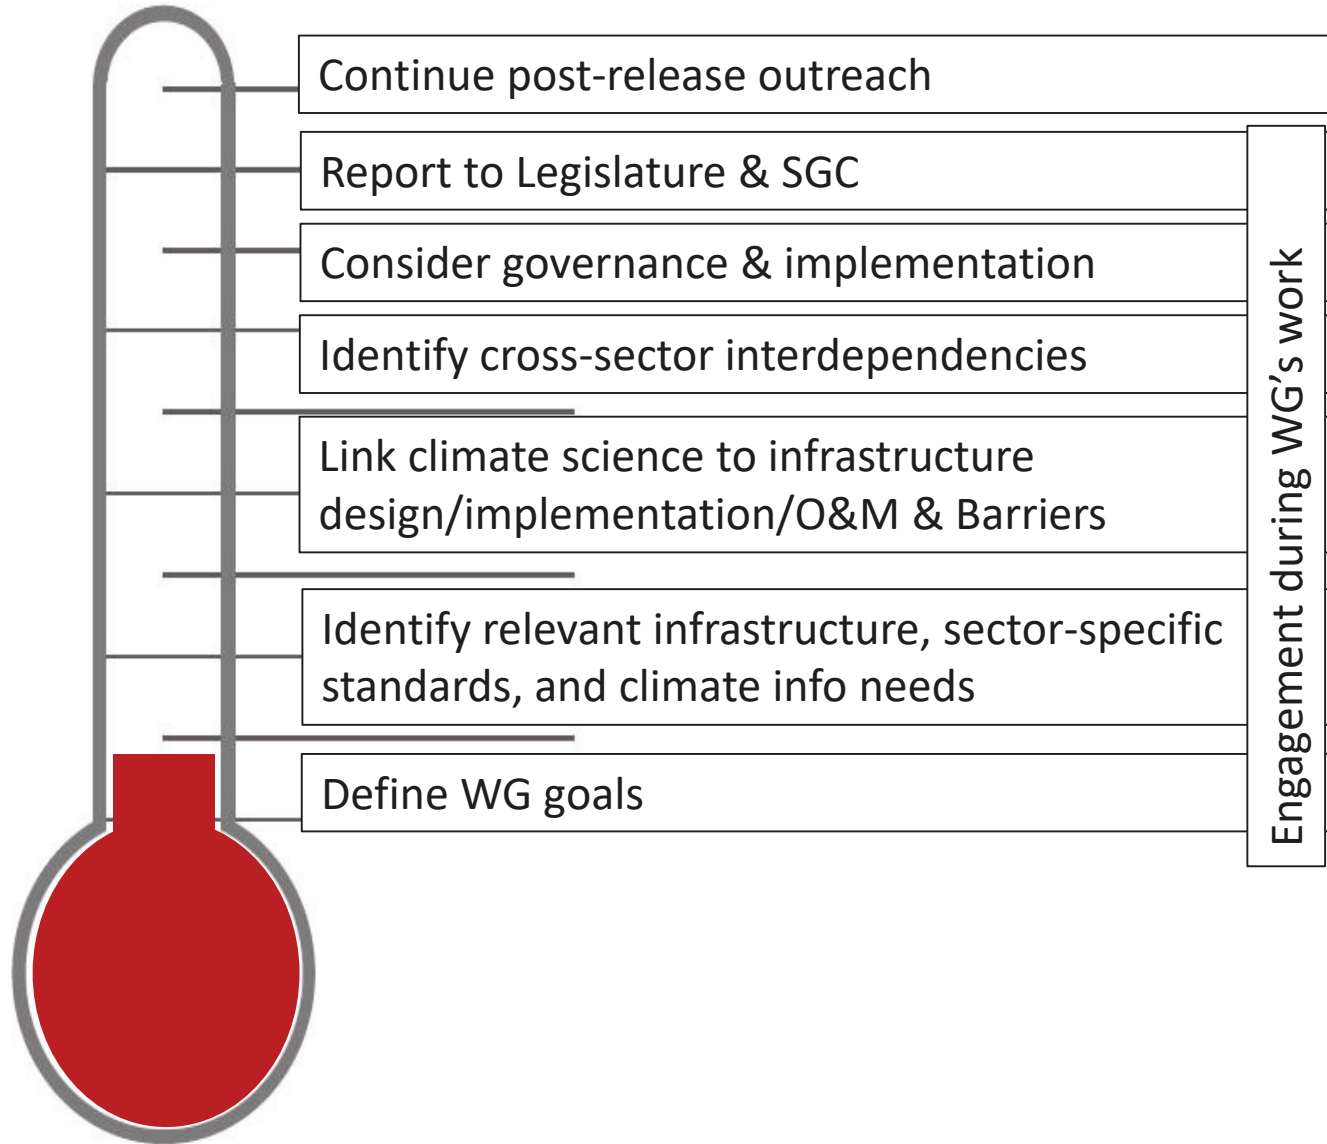 Continue post-release outreach
Report to Legislature & SGC
Consider governance & implementation
Identify cross-sector interdependencies
Link climate science to infrastructure
design/implementation/O&M & Barriers
Identify relevant infrastructure, sector-specific
standards, and climate info needs
Define WG goals
Engagement during WG’s work